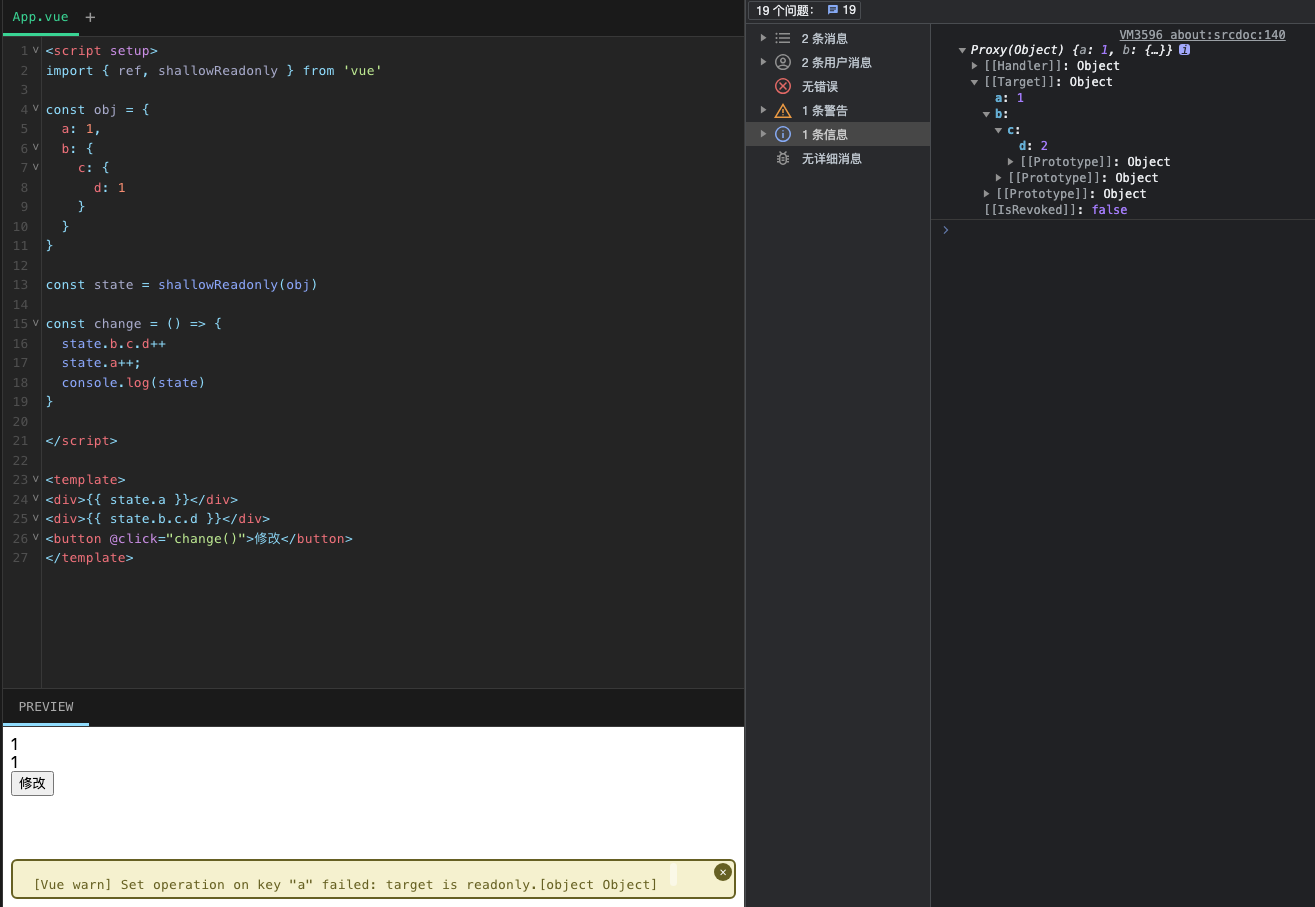 App.vue +
1 <script setup>
2 import { ref, shallowReadonly } from 'vue'
3
4 const obj = {
5   a: 1,
6   b: {
7     c: {
8       d: 1
9     }
10   }
11 }
12
13 const state = shallowReadonly(obj)
14
15 const change = () => {
16   state.b.c.d++
17   state.a++;
18   console.log(state)
19 }
20
21 </script>
22
23 <template>
24 <div>{{ state.a }}</div>
25 <div>{{ state.b.c.d }}</div>
26 <button @click="change()">修改</button>
27 </template>
PREVIEW
1
1
修改
[Vue warn] Set operation on key "a" failed: target is readonly.[object Object]
19 个问题: 19
2 条消息
2 条用户消息
无错误
1 条警告
1 条信息
无详细消息
VM3596 about:srcdoc:140
Proxy(Object) {a: 1, b: {…}} i
[[Handler]]: Object
[[Target]]: Object
a: 1
b:
c:
d: 2
[[Prototype]]: Object
[[Prototype]]: Object
[[Prototype]]: Object
[[IsRevoked]]: false